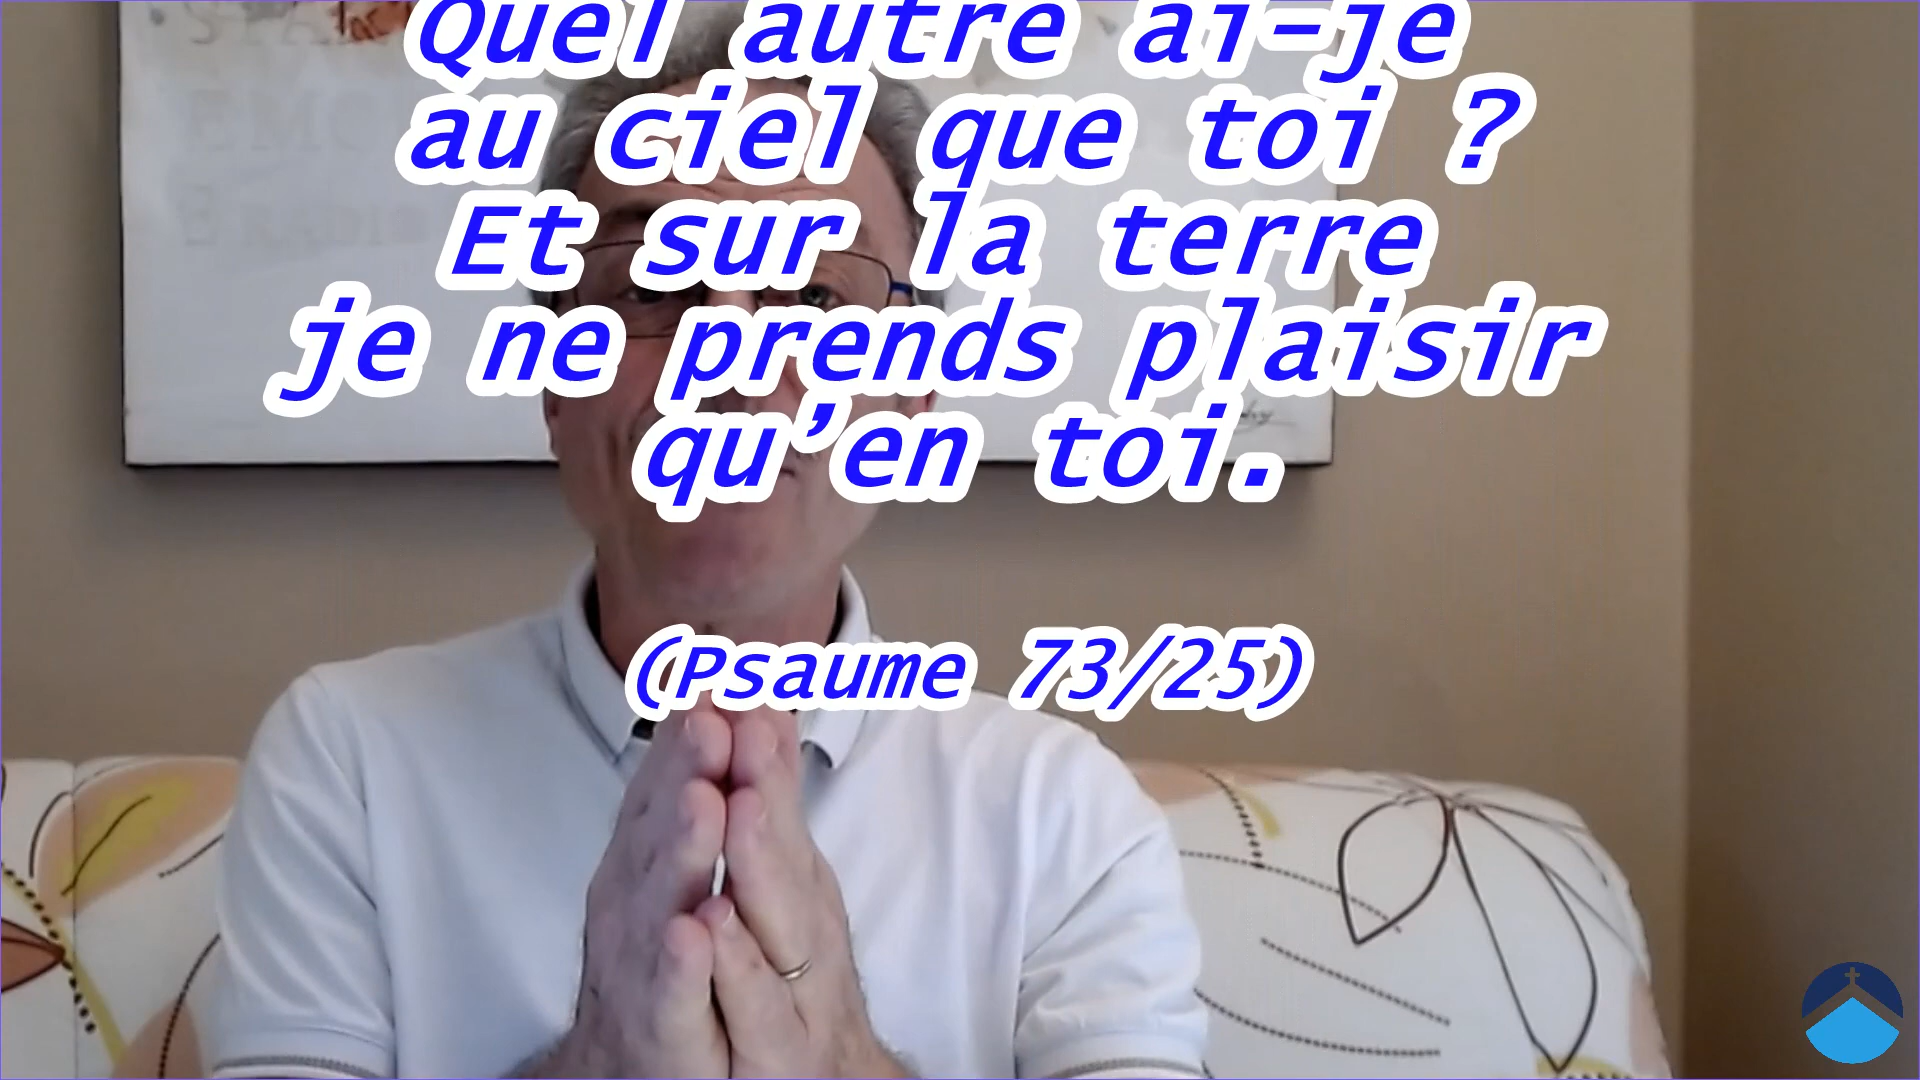 Quel autre ai-je
au ciel que toi ?
Et sur la terre
je ne prends plaisir
qu'en toi.
(Psaume 73/25)